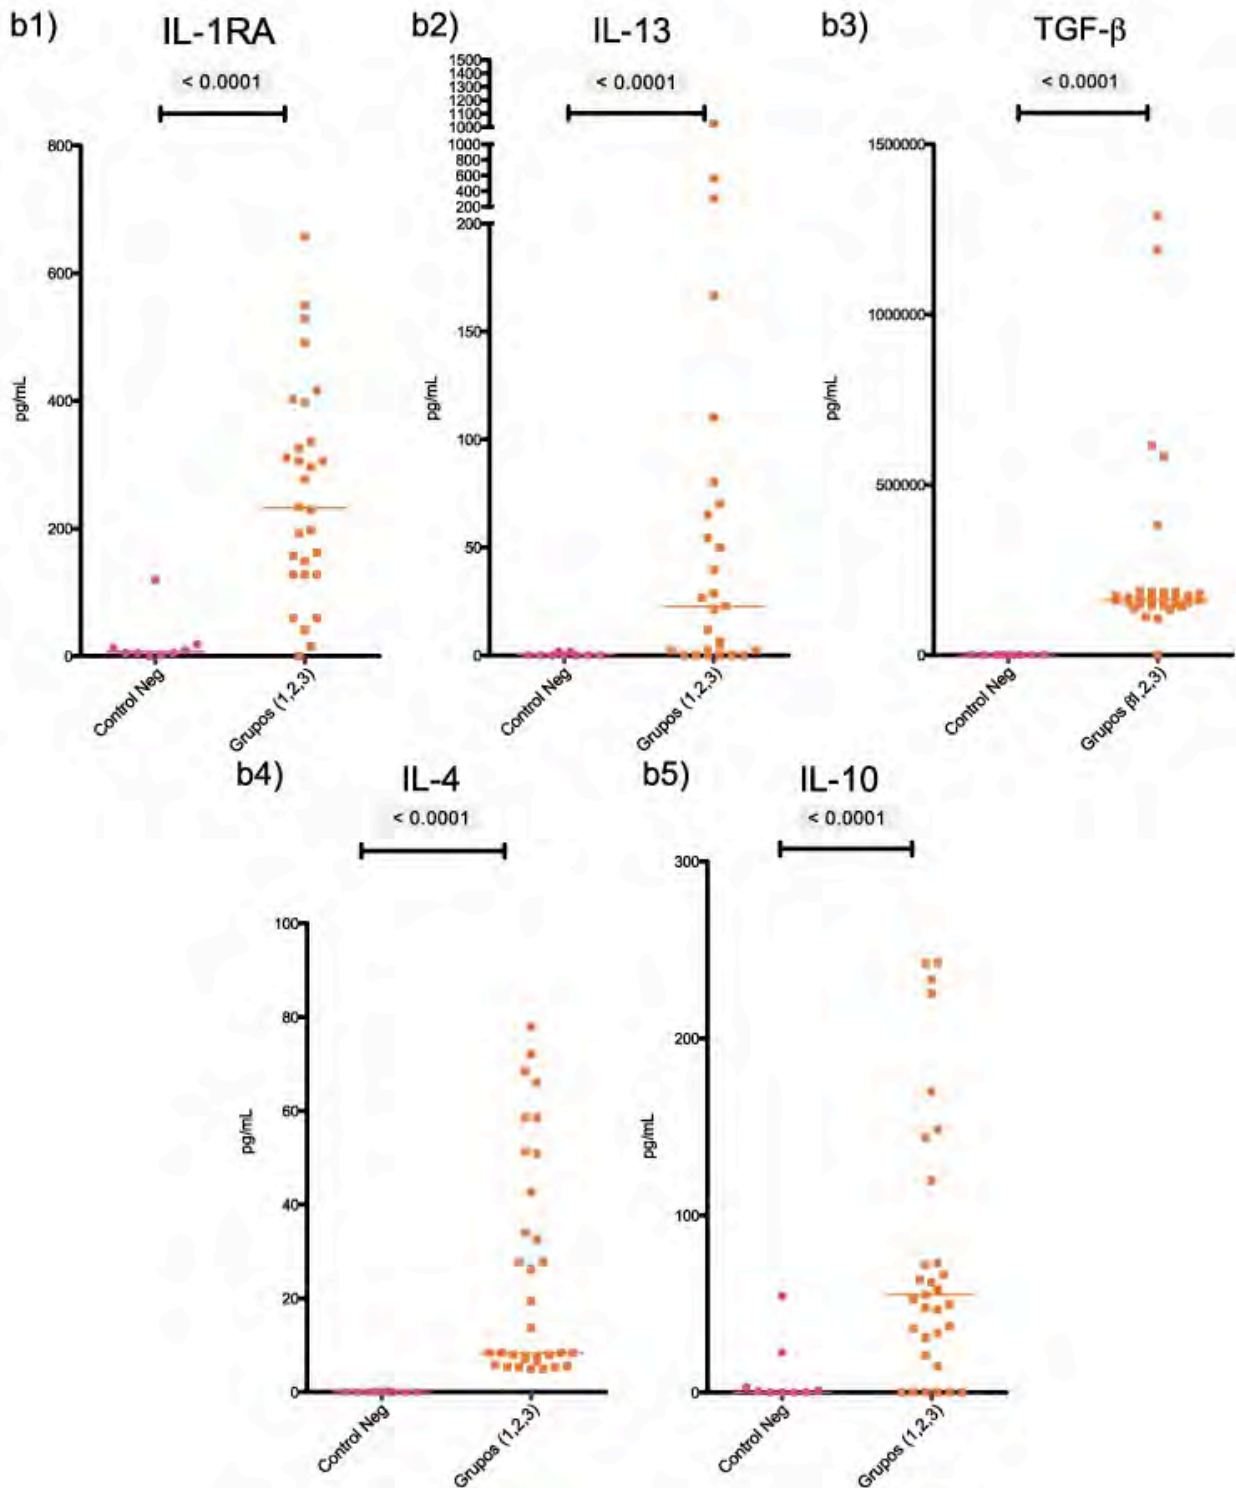 b1) IL-1RA
< 0.0001
800
600
400
200
0
pg/mL
Control Neg
Grupos (1,2,3)
b2) IL-13
< 0.0001
1500
1400
1300
1200
1100
1000
1000
800
600
400
200
200
150
100
50
0
pg/mL
Control Neg
Grupos (1,2,3)
b3) TGF-β
< 0.0001
1500000
1000000
500000
0
pg/mL
Control Neg
Grupos βl,2,3)
b4) IL-4
< 0.0001
100
80
60
40
20
0
pg/mL
Control Neg
Grupos (1,2,3)
b5) IL-10
< 0.0001
300
200
100
0
pg/mL
Control Neg
Grupos (1,2,3)